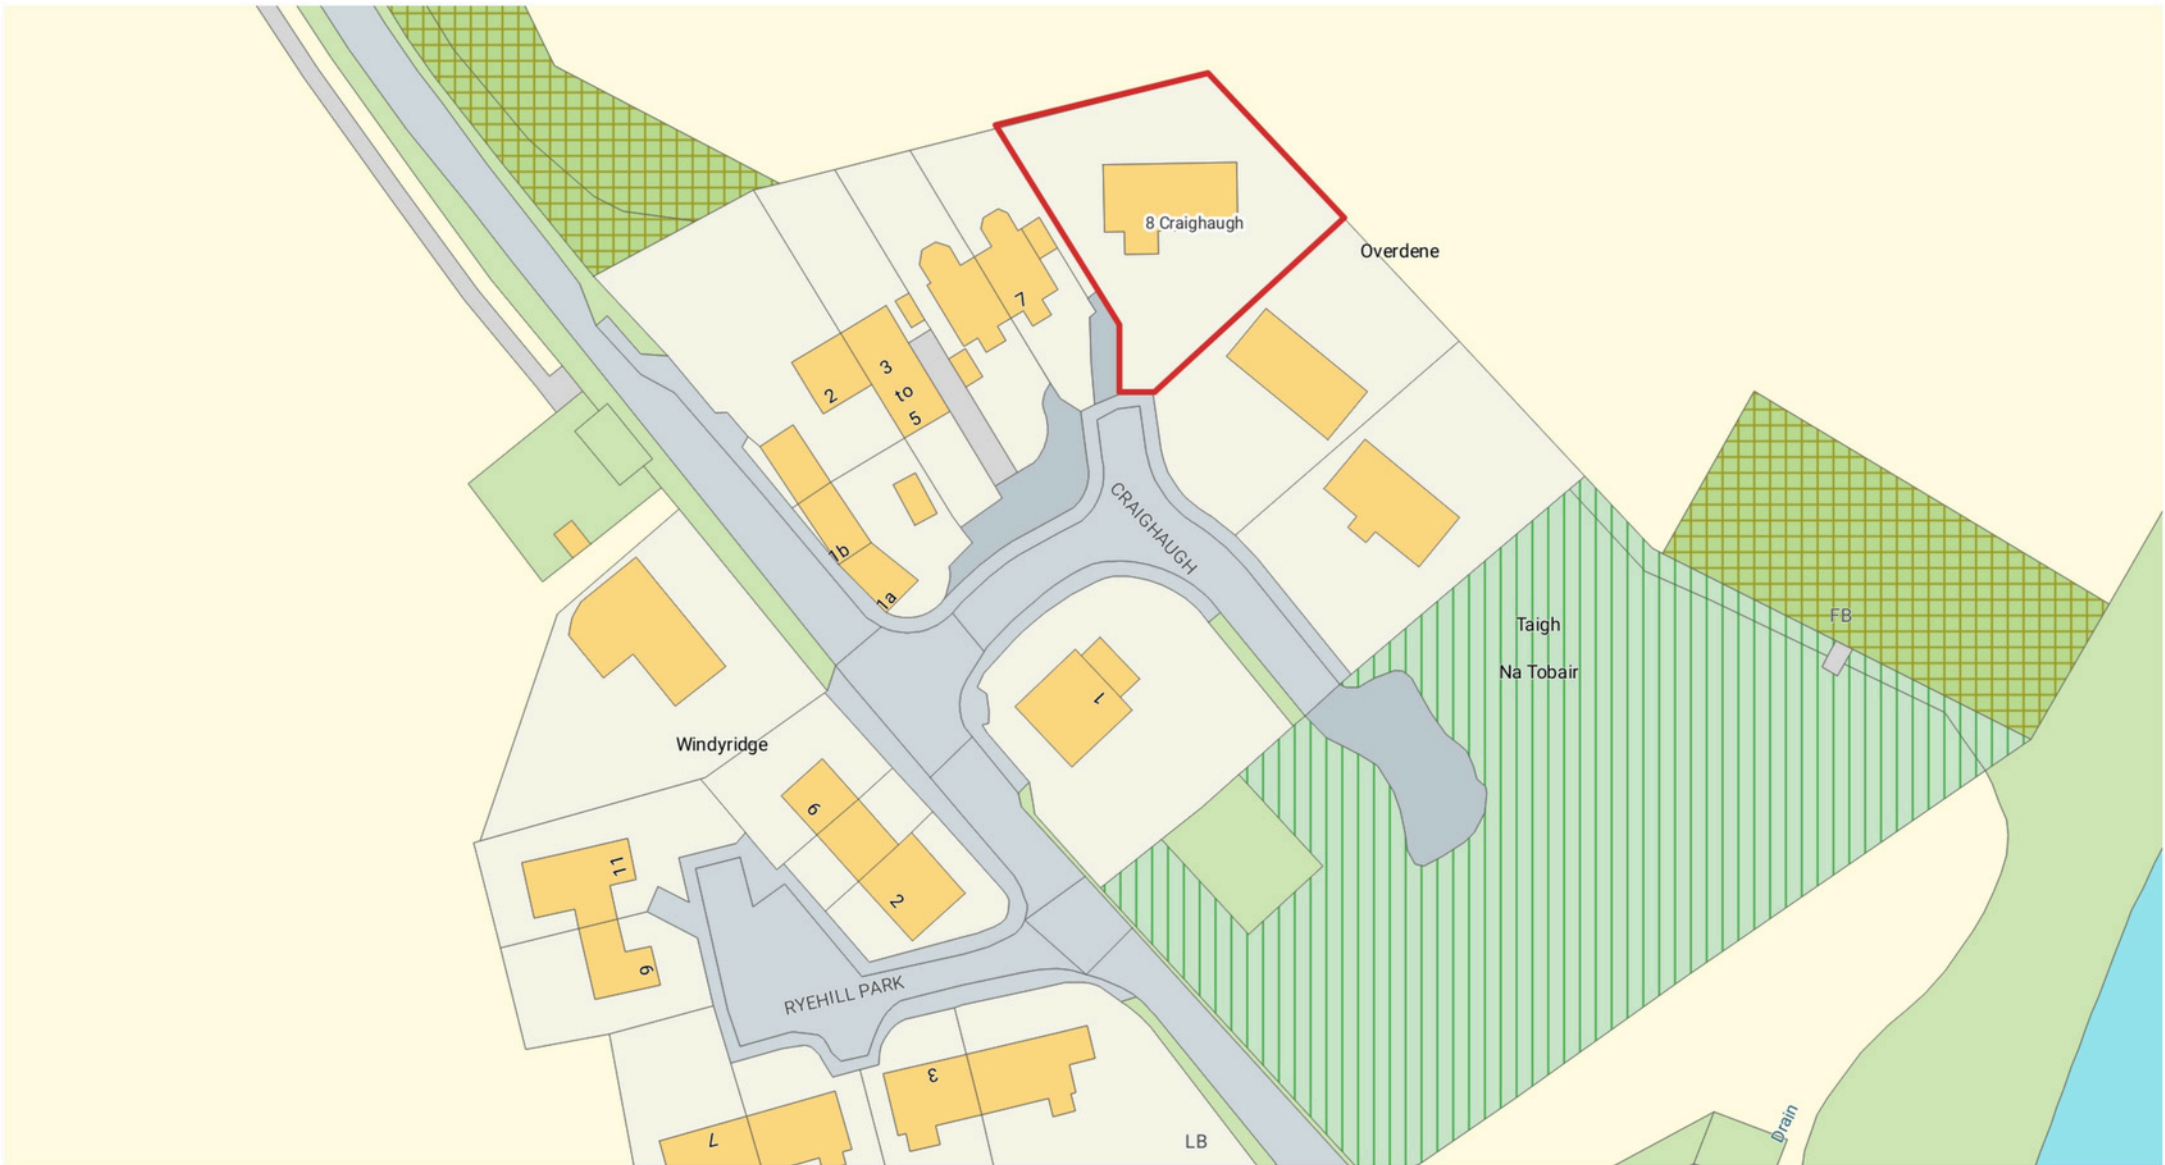 8 Craighaugh
Overdene
7
3
to
5
2
CRAIGHAUGH
1b
1a
Taigh
Na Tobair
FB
1
Windyridge
6
2
11
9
RYEHILL PARK
3
7
LB
Drain